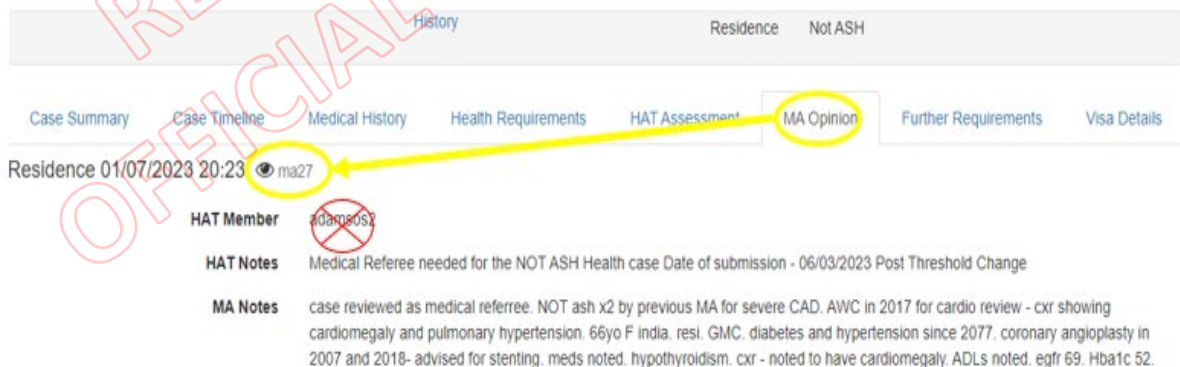 History
Residence Not ASH
Case Summary Case Timeline Medical History Health Requirements HAT Assessment MA Opinion Further Requirements Visa Details
Residence 01/07/2023 20:23 ma27
HAT Member adamsos2
HAT Notes Medical Referee needed for the NOT ASH Health case Date of submission - 06/03/2023 Post Threshold Change
MA Notes case reviewed as medical referree. NOT ash x2 by previous MA for severe CAD. AWC in 2017 for cardio review - cxr showing
cardiomegaly and pulmonary hypertension. 66yo F india. resi. GMC. diabetes and hypertension since 2077. coronary angioplasty in
2007 and 2018- advised for stenting. meds noted. hypothyroidism. cxr - noted to have cardiomegaly. ADLs noted. egfr 69. Hba1c 52.
OFFICIAL